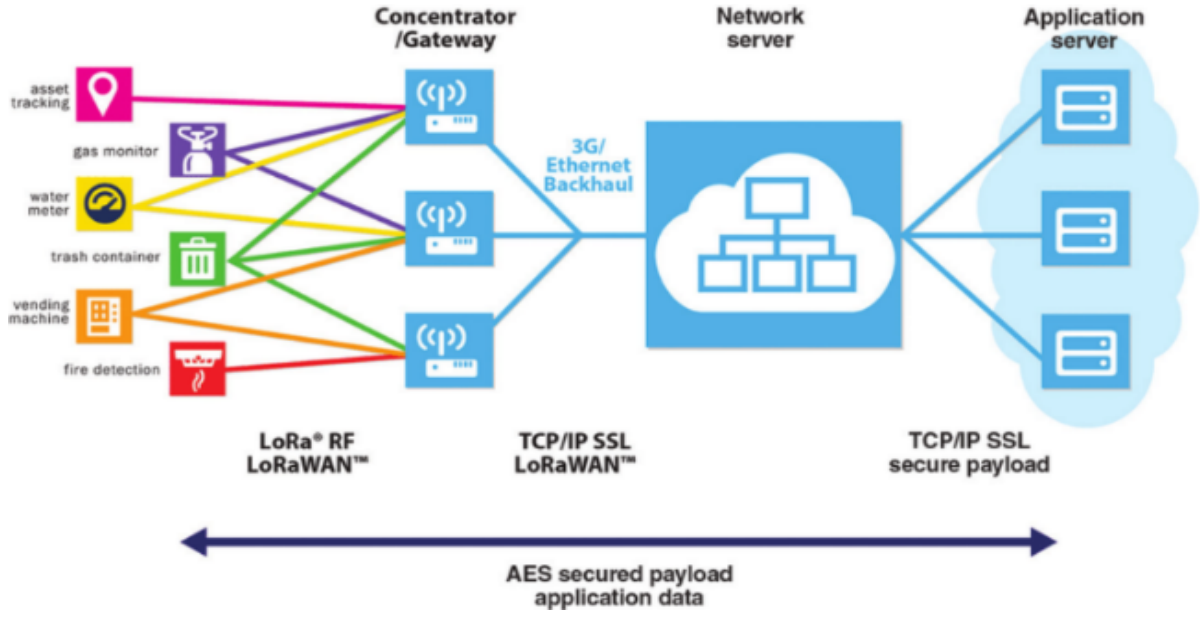 Concentrator
/Gateway
Network
server
Application
server
asset
tracking
gas monitor
water
meter
trash container
vending
machine
fire detection
3G/
Ethernet
Backhaul
LoRa® RF
LoRaWAN™
TCP/IP SSL
LoRaWAN™
TCP/IP SSL
secure payload
AES secured payload
application data